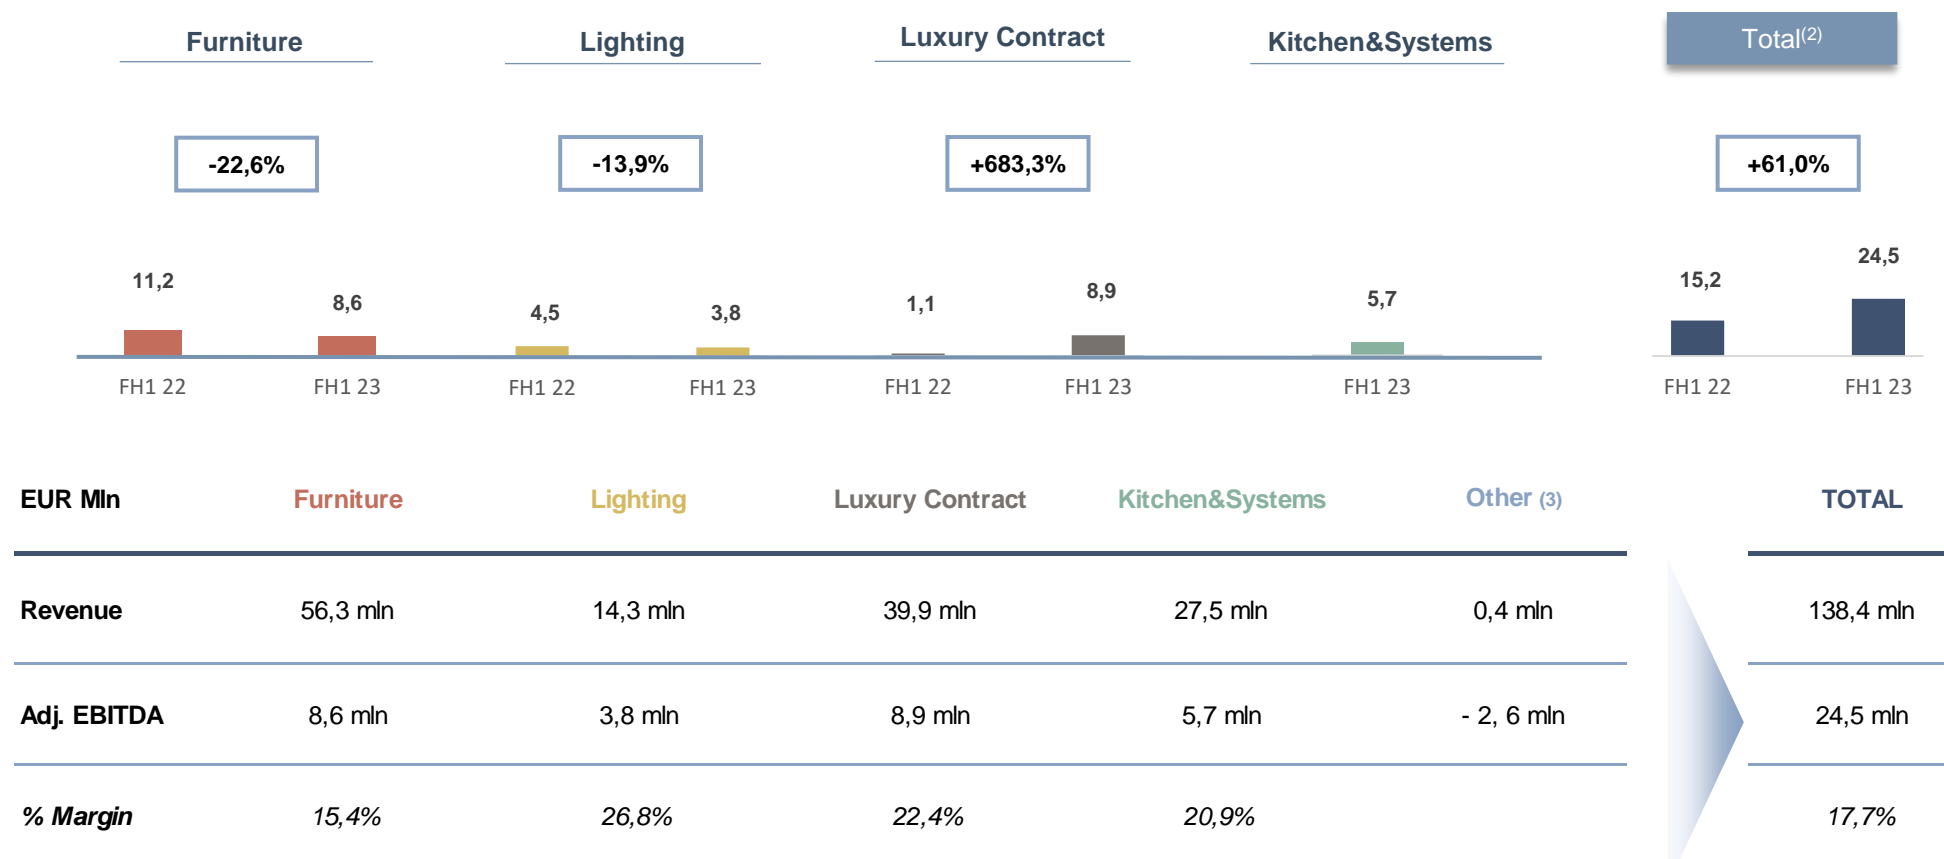 Furniture Lighting Luxury Contract Kitchen&Systems Total(2)
-22,6% -13,9% +683,3% +61,0%
11,2 8,6 4,5 3,8 1,1 8,9 5,7 15,2 24,5
FH1 22 FH1 23 FH1 22 FH1 23 FH1 22 FH1 23 FH1 23 FH1 22 FH1 23
EUR Mln Furniture Lighting Luxury Contract Kitchen&Systems Other (3) TOTAL
Revenue 56,3 mln 14,3 mln 39,9 mln 27,5 mln 0,4 mln 138,4 mln
Adj. EBITDA 8,6 mln 3,8 mln 8,9 mln 5,7 mln - 2, 6 mln 24,5 mln
% Margin 15,4% 26,8% 22,4% 20,9% 17,7%